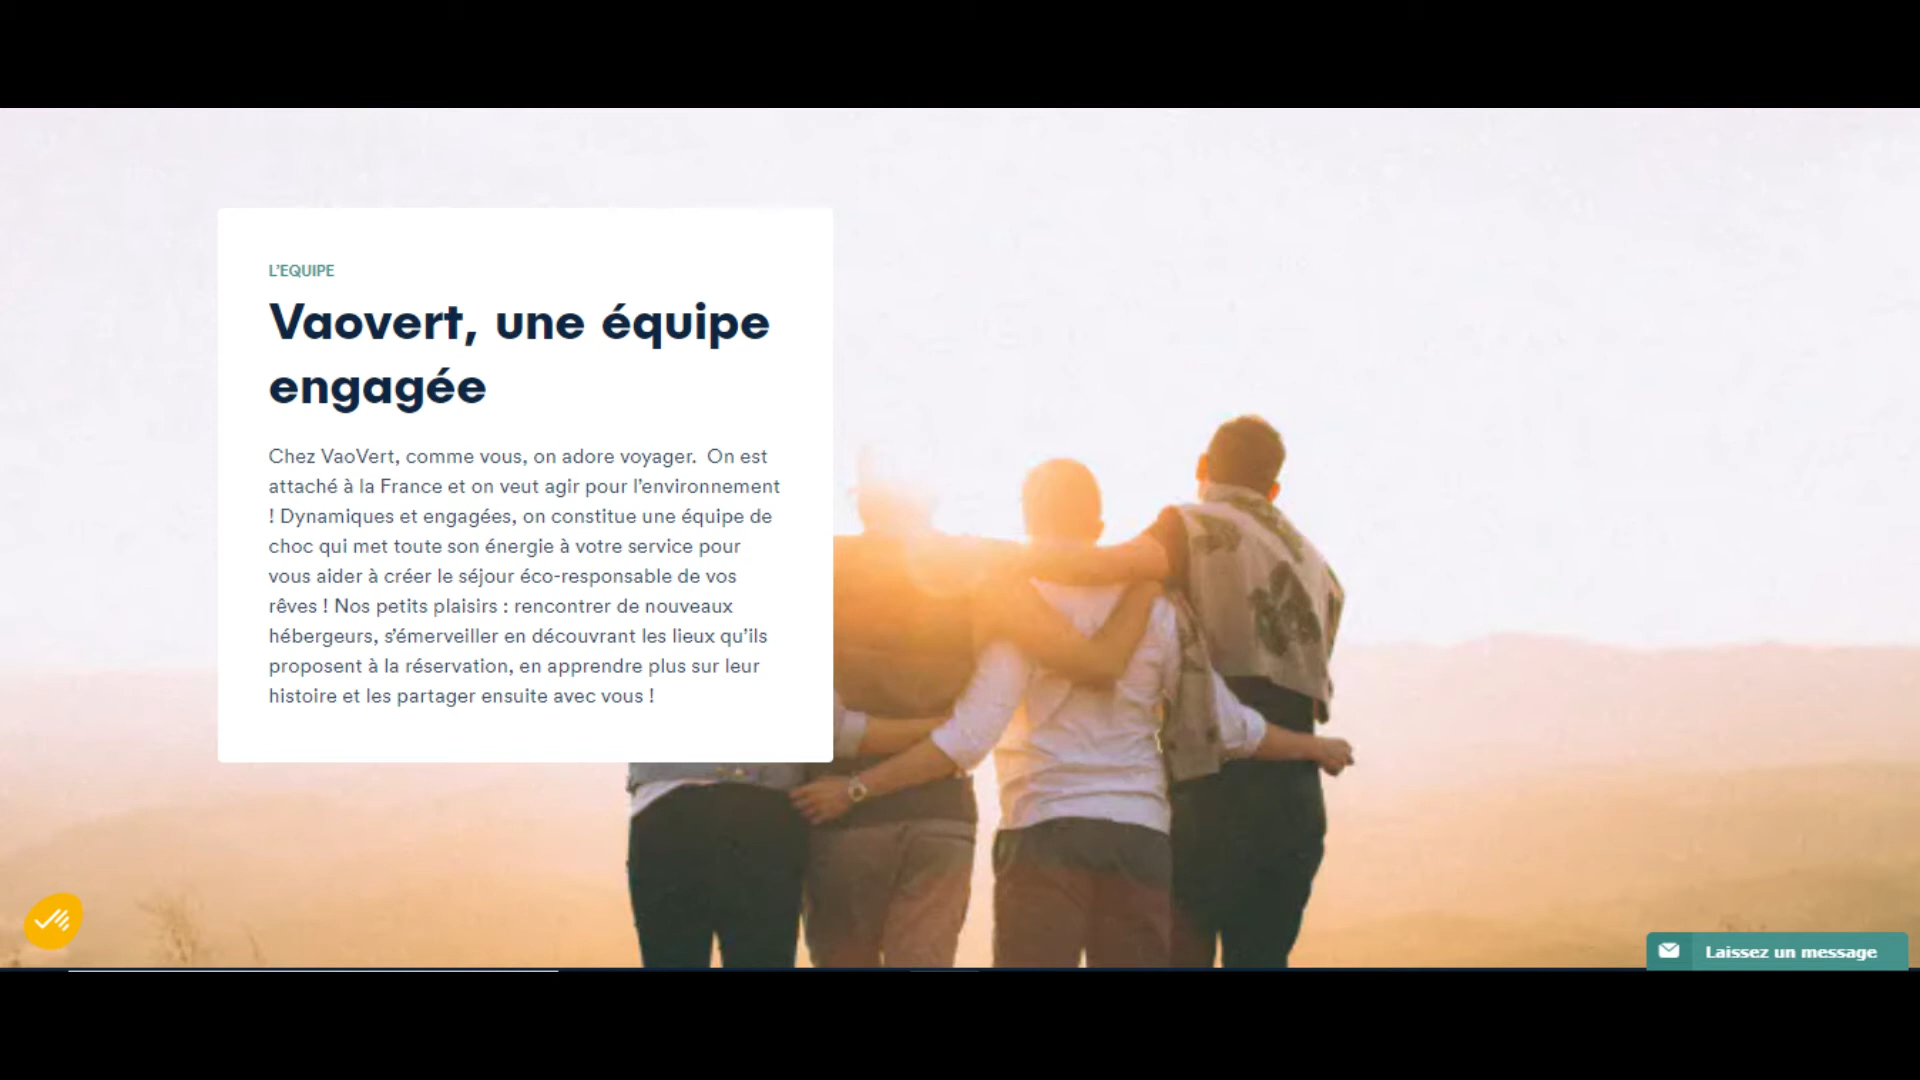 L'EQUIPE
Vaovert, une équipe
engagée
Chez VaoVert, comme vous, on adore voyager.  On est
attaché à la France et on veut agir pour l'environnement
! Dynamiques et engagées, on constitue une équipe de
choc qui met toute son énergie à votre service pour
vous aider à créer le séjour éco-responsable de vos
rêves ! Nos petits plaisirs : rencontrer de nouveaux
hébergeurs, s'émerveiller en découvrant les lieux qu'ils
proposent à la réservation, en apprendre plus sur leur
histoire et les partager ensuite avec vous !
Laissez un message